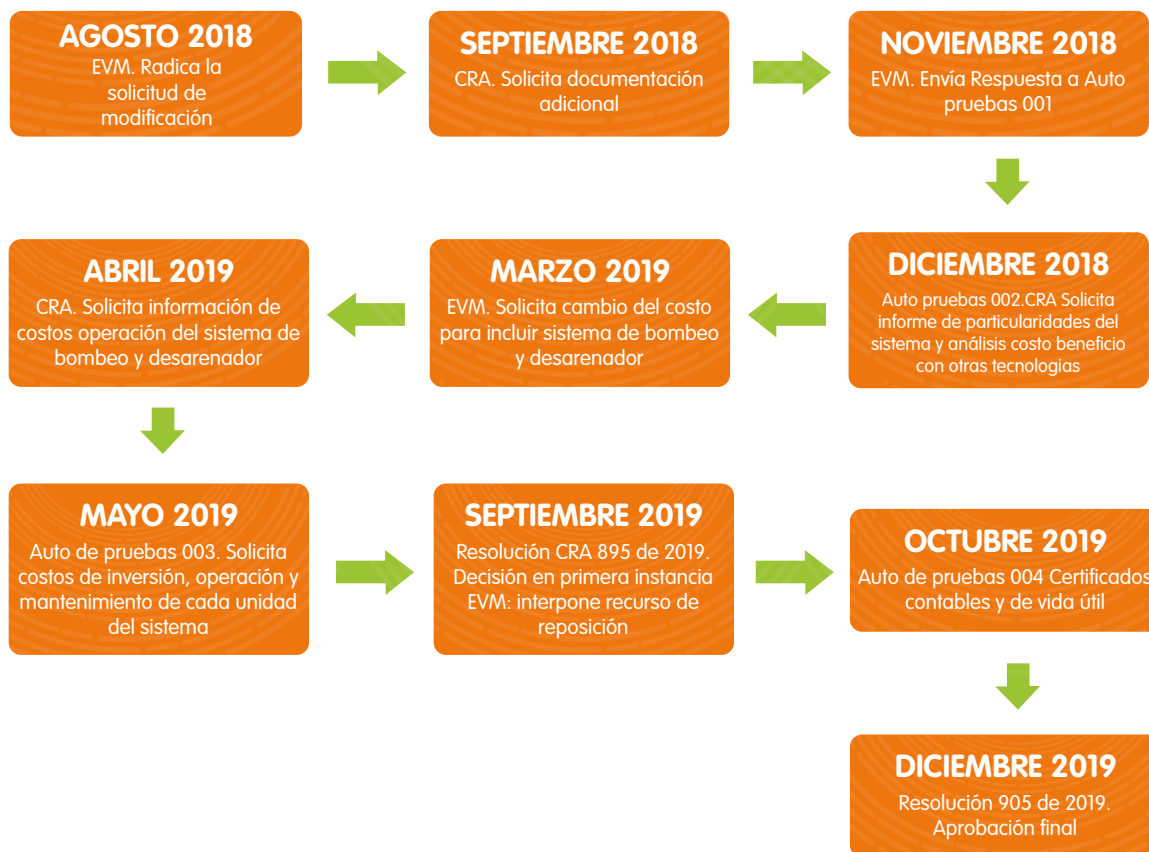 AGOSTO 2018
EVM. Radica la
solicitud de
modificación
SEPTIEMBRE 2018
CRA. Solicita documentación
adicional
NOVIEMBRE 2018
EVM. Envía Respuesta a Auto
pruebas 001
DICIEMBRE 2018
Auto pruebas 002.CRA Solicita
informe de particularidades del
sistema y análisis costo beneficio
con otras tecnologias
MARZO 2019
EVM. Solicita cambio del costo
para incluir sistema de bombeo
y desarenador
ABRIL 2019
CRA. Solicita información de
costos operación del sistema de
bombeo y desarenador
MAYO 2019
Auto de pruebas 003. Solicita
costos de inversión, operación y
mantenimiento de cada unidad
del sistema
SEPTIEMBRE 2019
Resolución CRA 895 de 2019.
Decisión en primera instancia
EVM: interpone recurso de
reposición
OCTUBRE 2019
Auto de pruebas 004 Certificados
contables y de vida útil
DICIEMBRE 2019
Resolución 905 de 2019.
Aprobación final